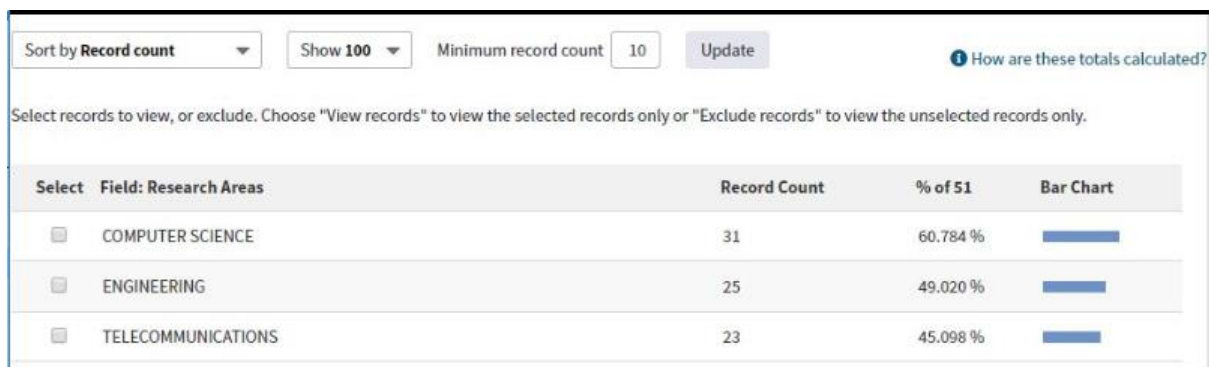 Sort by Record count Show 100 Minimum record count 10 Update
How are these totals calculated?
Select records to view, or exclude. Choose "View records" to view the selected records only or "Exclude records" to view the unselected records only.
Select Field: Research Areas Record Count % of 51 Bar Chart
COMPUTER SCIENCE 31 60.784 %
ENGINEERING 25 49.020 %
TELECOMMUNICATIONS 23 45.098 %